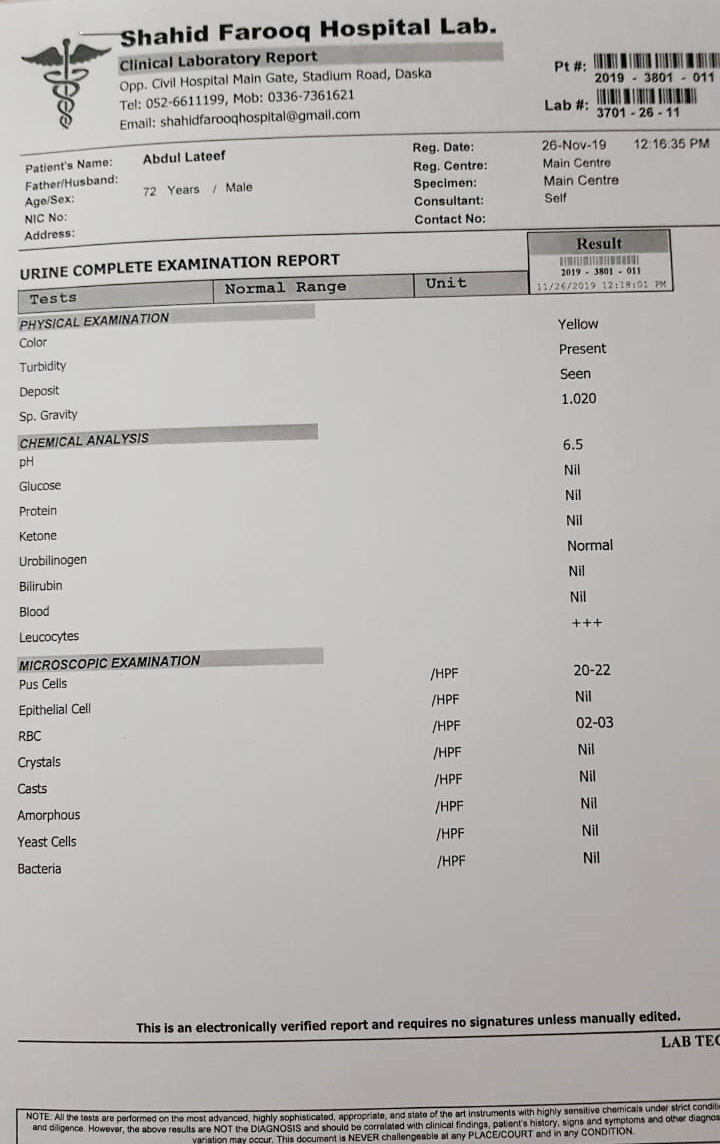 Shahid Farooq Hospital Lab.
Clinical Laboratory Report
Opp. Civil Hospital Main Gate, Stadium Road, Daska
Tel: 052-6611199, Mob: 0336-7361621
Email: shahidfarooqhospital@gmail.com
Pt #:
2019 - 3801 - 011
Lab #:
3701 - 26 - 11
Patient's Name: Abdul Lateef
Father/Husband:
Age/Sex: 72 Years / Male
NIC No:
Address:
Reg. Date: 26-Nov-19 12:16:35 PM
Reg. Centre: Main Centre
Specimen: Main Centre
Consultant: Self
Contact No:
URINE COMPLETE EXAMINATION REPORT
Result
2019 - 3801 - 011
11/26/2019 12:18:01 PM
Tests Normal Range Unit
PHYSICAL EXAMINATION
Color Yellow
Turbidity Present
Deposit Seen
Sp. Gravity 1.020
CHEMICAL ANALYSIS
pH 6.5
Glucose Nil
Protein Nil
Ketone Nil
Urobilinogen Normal
Bilirubin Nil
Blood Nil
Leucocytes +++
MICROSCOPIC EXAMINATION
Pus Cells /HPF 20-22
Epithelial Cell /HPF Nil
RBC /HPF 02-03
Crystals /HPF Nil
Casts /HPF Nil
Amorphous /HPF Nil
Yeast Cells /HPF Nil
Bacteria /HPF Nil
This is an electronically verified report and requires no signatures unless manually edited.
LAB TEC
NOTE: All the tests are performed on the most advanced, highly sophisticated, appropriate, and state of the art instruments with highly sensitive chemicals under strict conditi
and diligence. However, the above results are NOT the DIAGNOSIS and should be correlated with clinical findings, patient's history, signs and symptoms and other diagnos
variation may occur. This document is NEVER challengeable at any PLACE/COURT and in any CONDITION.